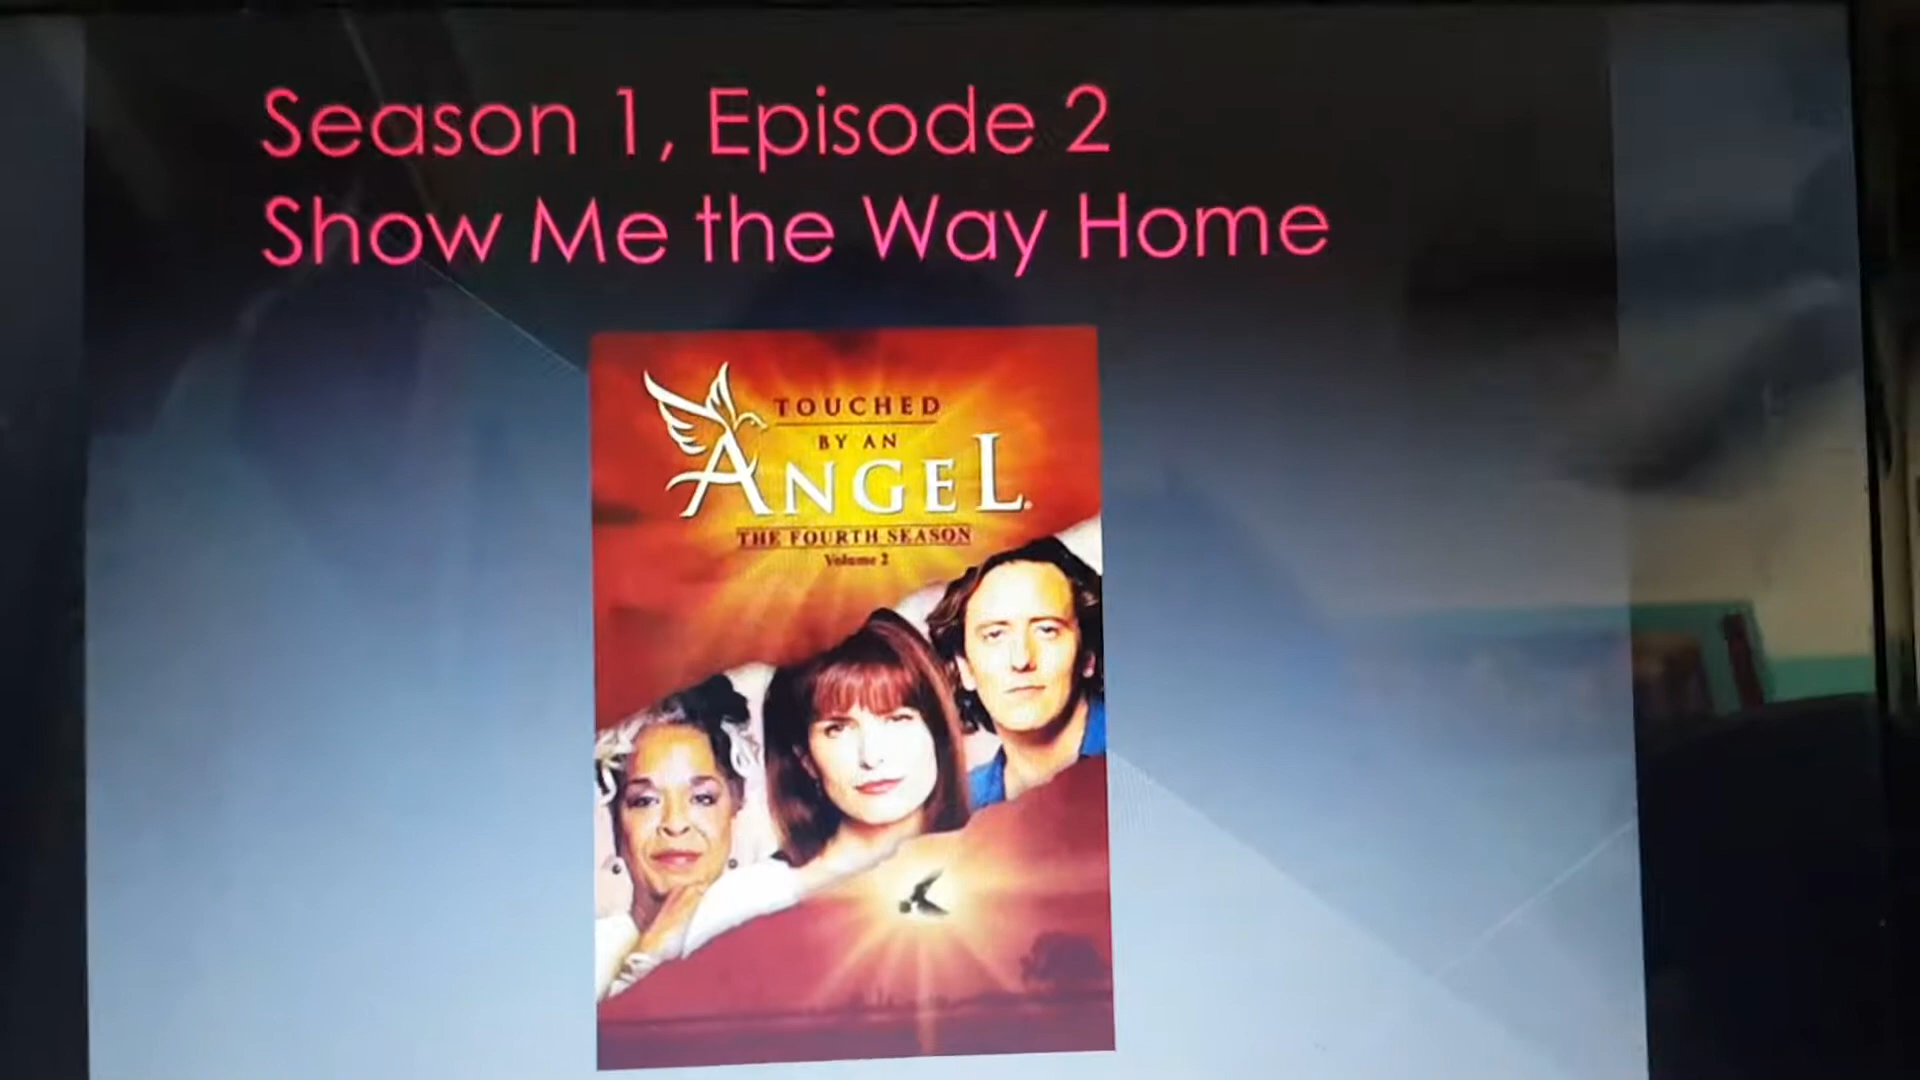 Season 1, Episode 2
Show Me the Way Home
TOUCHED
BY AN
ANGEL
THE FOURTH SEASON
Volume 2